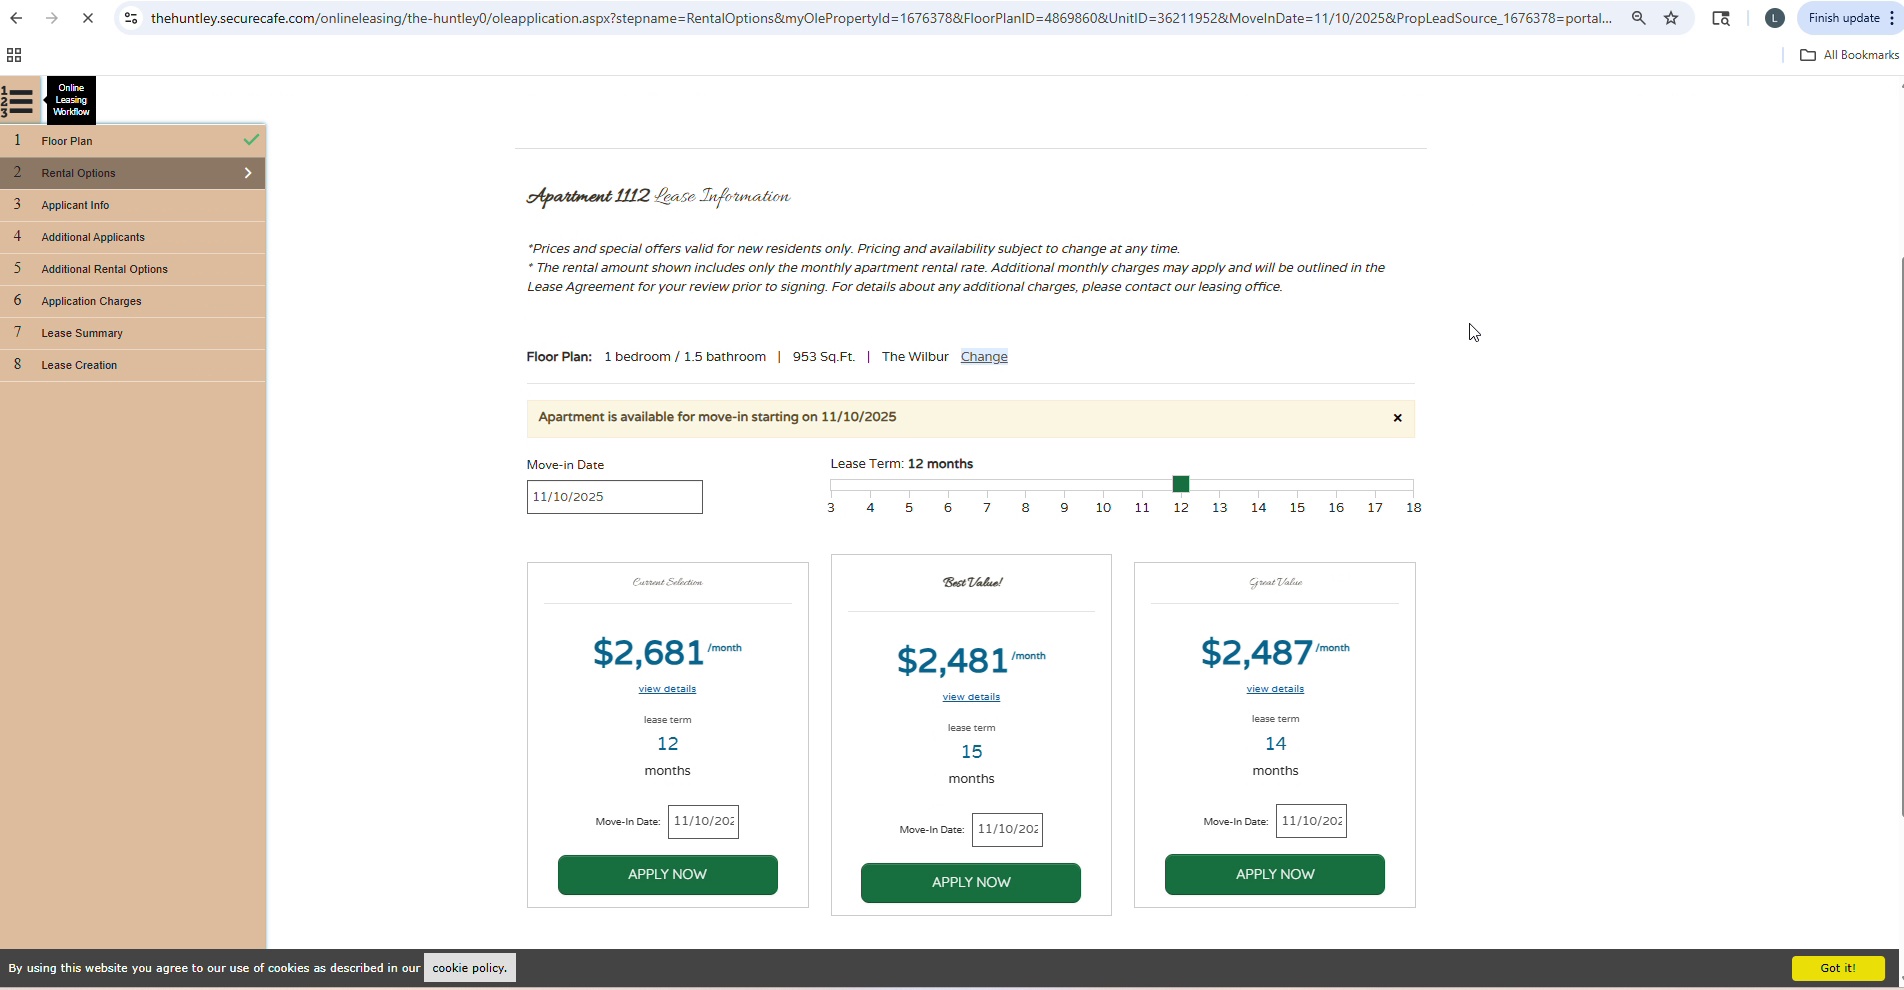 thehuntley.securecafe.com/onlineleasing/the-huntley0/oleapplication.aspx?stepname=RentalOptions&myOlePropertyId=1676378&FloorPlanID=4869860&UnitID=36211952&MoveInDate=11/10/2025&PropLeadSource_1676378=portal...
L
Finish update
All Bookmarks
1
2
3
Online
Leasing
Workflow
1 Floor Plan
2 Rental Options
3 Applicant Info
4 Additional Applicants
5 Additional Rental Options
6 Application Charges
7 Lease Summary
8 Lease Creation
Apartment 1112 Lease Information
*Prices and special offers valid for new residents only. Pricing and availability subject to change at any time.
* The rental amount shown includes only the monthly apartment rental rate. Additional monthly charges may apply and will be outlined in the
Lease Agreement for your review prior to signing. For details about any additional charges, please contact our leasing office.
Floor Plan: 1 bedroom / 1.5 bathroom | 953 Sq.Ft. | The Wilbur Change
Apartment is available for move-in starting on 11/10/2025 ×
Move-in Date
11/10/2025
Lease Term: 12 months
3 4 5 6 7 8 9 10 11 12 13 14 15 16 17 18
Current Selection
$2,681 /month
view details
lease term
12
months
Move-In Date: 11/10/202
APPLY NOW
Best Value!
$2,481 /month
view details
lease term
15
months
Move-In Date: 11/10/202
APPLY NOW
Great Value
$2,487 /month
view details
lease term
14
months
Move-In Date: 11/10/202
APPLY NOW
By using this website you agree to our use of cookies as described in our cookie policy.
Got it!